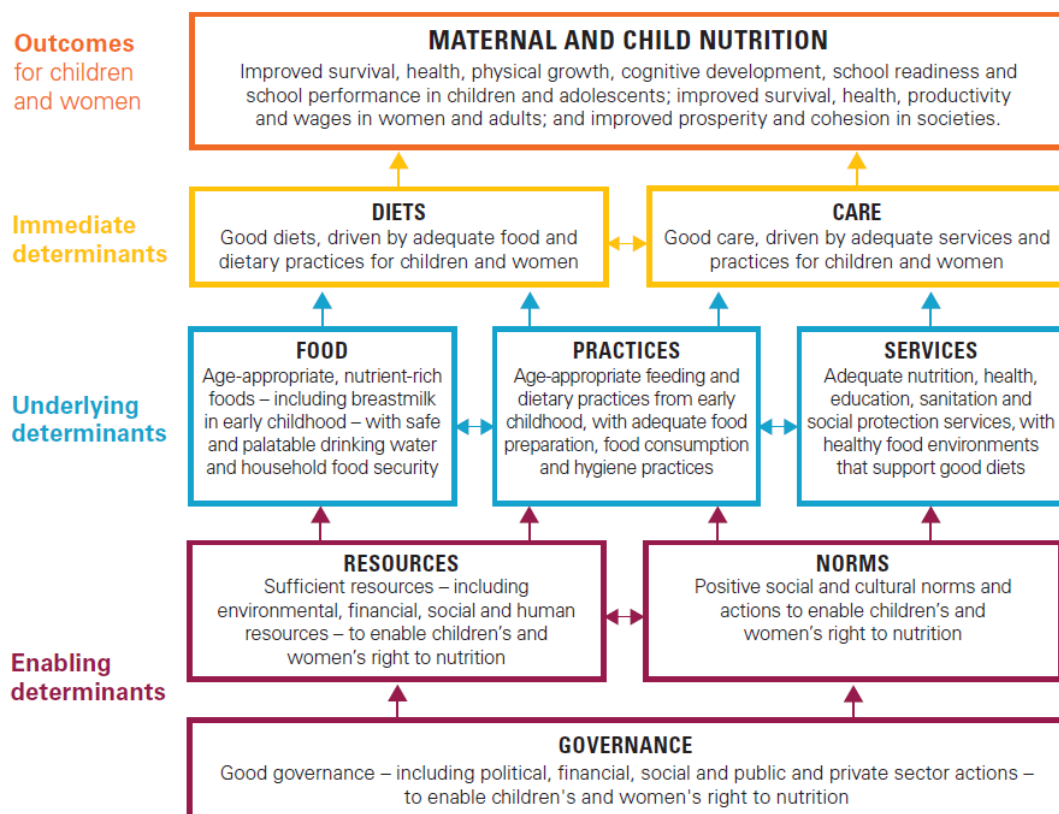 Outcomes
for children
and women
MATERNAL AND CHILD NUTRITION
Improved survival, health, physical growth, cognitive development, school readiness and
school performance in children and adolescents; improved survival, health, productivity
and wages in women and adults; and improved prosperity and cohesion in societies.
Immediate
determinants
DIETS
Good diets, driven by adequate food and
dietary practices for children and women
CARE
Good care, driven by adequate services and
practices for children and women
Underlying
determinants
FOOD
Age-appropriate, nutrient-rich
foods – including breastmilk
in early childhood – with safe
and palatable drinking water
and household food security
PRACTICES
Age-appropriate feeding and
dietary practices from early
childhood, with adequate food
preparation, food consumption
and hygiene practices
SERVICES
Adequate nutrition, health,
education, sanitation and
social protection services, with
healthy food environments
that support good diets
Enabling
determinants
RESOURCES
Sufficient resources – including
environmental, financial, social and human
resources – to enable children’s and
women’s right to nutrition
NORMS
Positive social and cultural norms and
actions to enable children’s and
women’s right to nutrition
GOVERNANCE
Good governance – including political, financial, social and public and private sector actions –
to enable children's and women's right to nutrition